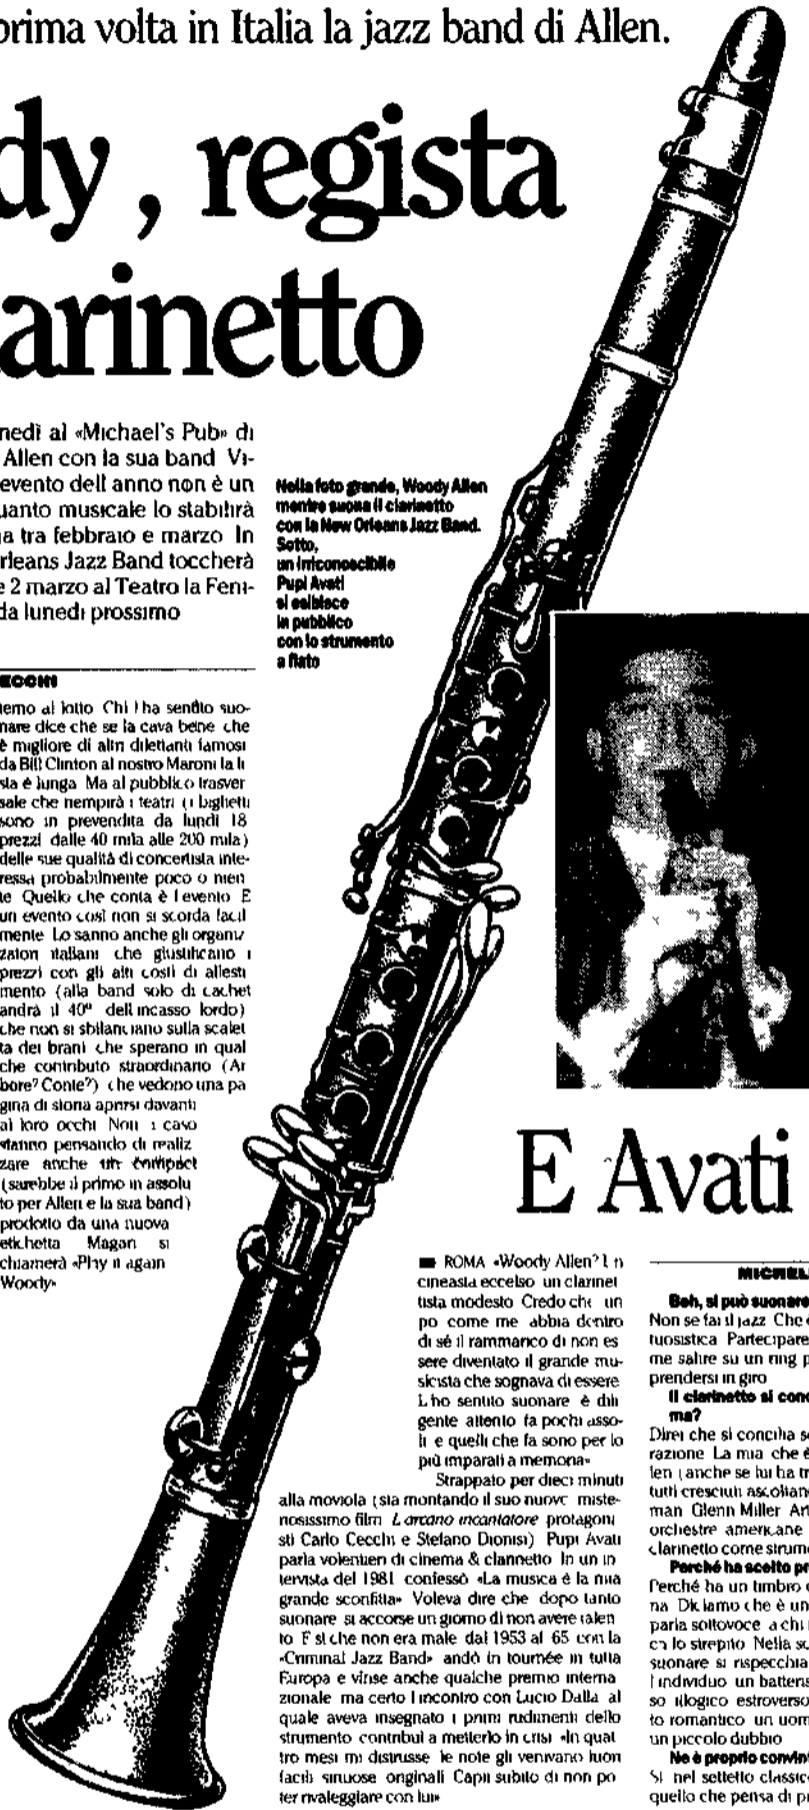 prima volta in Italia la jazz band di Allen.
dy, regista
arinetto
nedì al «Michael's Pub» di
Allen con la sua band Vi-
evento dell anno non è un
uanto musicale lo stabilirà
a tra febbraio e marzo In
rleans Jazz Band toccherà
e 2 marzo al Teatro la Feni-
da lunedì prossimo
Nella foto grande, Woody Allen
mentre suona il clarinetto
con la New Orleans Jazz Band.
Sotto,
un irriconoscibile
Pupi Avati
si esibisce
in pubblico
con lo strumento
a fiato
ECCHI
temo al lotto Chi l ha sentito suo-
nare dice che se la cava bene che
è migliore di altri dilettanti famosi
da Bill Clinton al nostro Maroni la li
sta è lunga Ma al pubblico trasver
sale che riempirà i teatri (i biglietti
sono in prevendita da lundi 18
prezzi dalle 40 mila alle 200 mila)
delle sue qualità di concertista inte-
ressa probabilmente poco o nien
te Quello che conta è l evento E
un evento così non si scorda facil
mente Lo sanno anche gli organiz
zatori italiani che giustificano i
prezzi con gli alti costi di allesti
mento (alla band solo di cachet
andrà il 40% dell incasso lordo)
che non si sbilanciano sulla scalet
ta dei brani che sperano in qual
che contributo straordinario (Ar
bore? Conte?) che vedono una pa
gina di storia aprirsi davanti
ai loro occhi Non a caso
stanno pensando di realiz
zare anche un compact
(sarebbe il primo in assolu
to per Allen e la sua band)
prodotto da una nuova
etichetta Magari si
chiamerà «Play it again
Woody»
E Avati
ROMA «Woody Allen? Un
cineasta eccelso un clarinet
tista modesto Credo che un
po come me abbia dentro
di sé il rammarico di non es
sere diventato il grande mu-
sicista che sognava di essere
L ho sentito suonare è dili
gente attento fa pochi asso-
li e quelli che fa sono per lo
più imparati a memoria»
Strappato per dieci minuti
alla moviola (sta montando il suo nuovo miste-
riosissimo film L arcano incantatore protagoni
sti Carlo Cecchi e Stefano Dionisi) Pupi Avati
parla volentieri di cinema & clarinetto In un in
tervista del 1981 confessò «La musica è la mia
grande sconfitta» Voleva dire che dopo tanto
suonare si accorse un giorno di non avere talen
to E sì che non era male dal 1953 al 65 con la
«Criminal Jazz Band» andò in tournée in tutta
Europa e vinse anche qualche premio interna
zionale ma certo l incontro con Lucio Dalla al
quale aveva insegnato i primi rudimenti dello
strumento contribuì a metterlo in crisi «In quat
tro mesi mi distrusse le note gli venivano fuori
facili sinuose originali Capii subito di non po
ter rivaleggiare con lui»
MICHEL
Beh, si può suonare
Non se fai il jazz Che
tuosistica Partecipare
me salire su un ring p
prendersi in giro
Il clarinetto si conc
ma?
Direi che si concilia s
razione La mia che è
len (anche se lui ha tr
tutti cresciuti ascoltan
man Glenn Miller Art
orchestre americane
clarinetto come strum
Perché ha scelto pr
Perché ha un timbro
na Diciamo che è un
parla sottovoce a chi
ca lo strepito Nella s
suonare si rispecchia
l individuo un batteris
so illogico estroverso
to romantico un uom
un piccolo dubbio
Ne è proprio convin
Sì nel settetto classic
quello che pensa di p